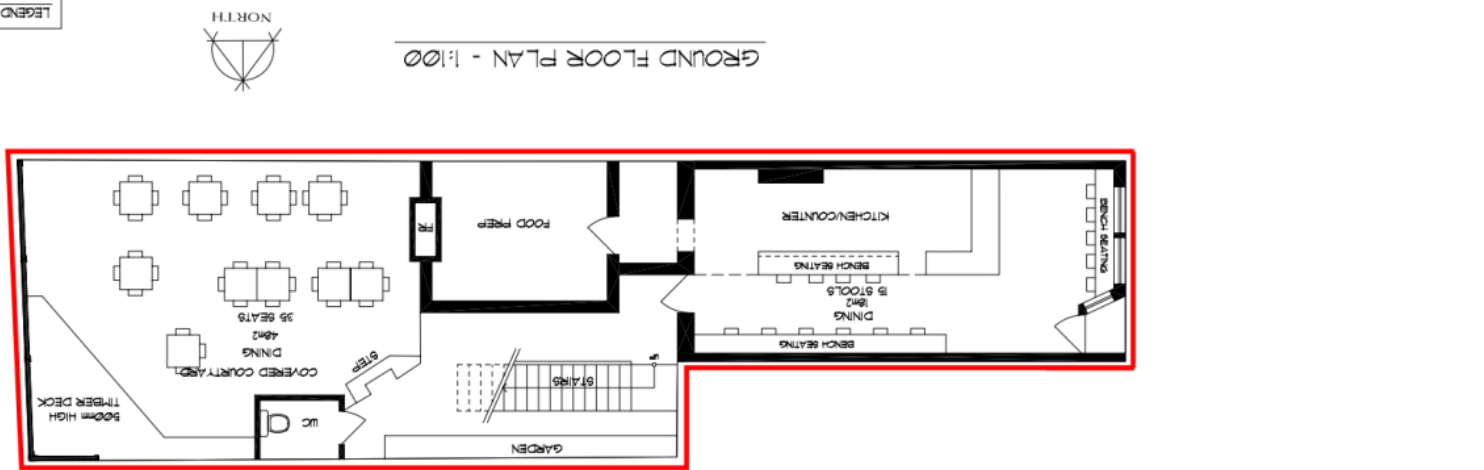 GARDEN
WC
500mm HIGH
TIMBER DECK
STAIRS
UP
STEP
COVERED COURTYARD
DINING
48m2
35 SEATS
BENCH SEATING
DINING
18m2
15 STOOLS
BENCH SEATING
BENCH SEATING
KITCHEN/COUNTER
FOOD PREP
FR
GROUND FLOOR PLAN - 1:100
NORTH
LEGEND